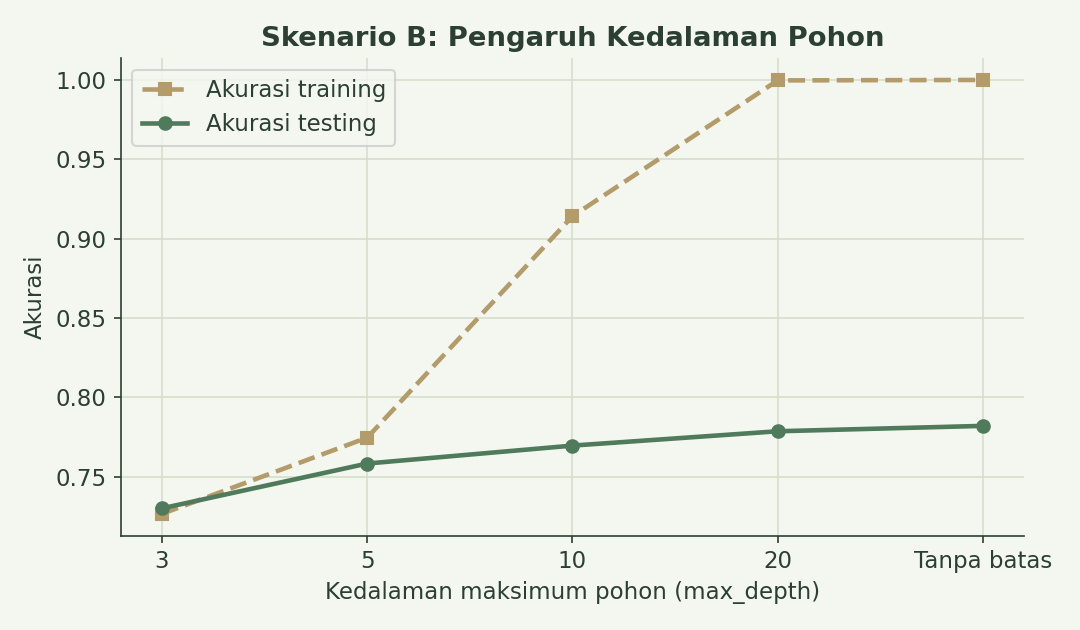 Skenario B: Pengaruh Kedalaman Pohon
Akurasi training
Akurasi testing
Akurasi
1.00
0.95
0.90
0.85
0.80
0.75
3 5 10 20 Tanpa batas
Kedalaman maksimum pohon (max_depth)